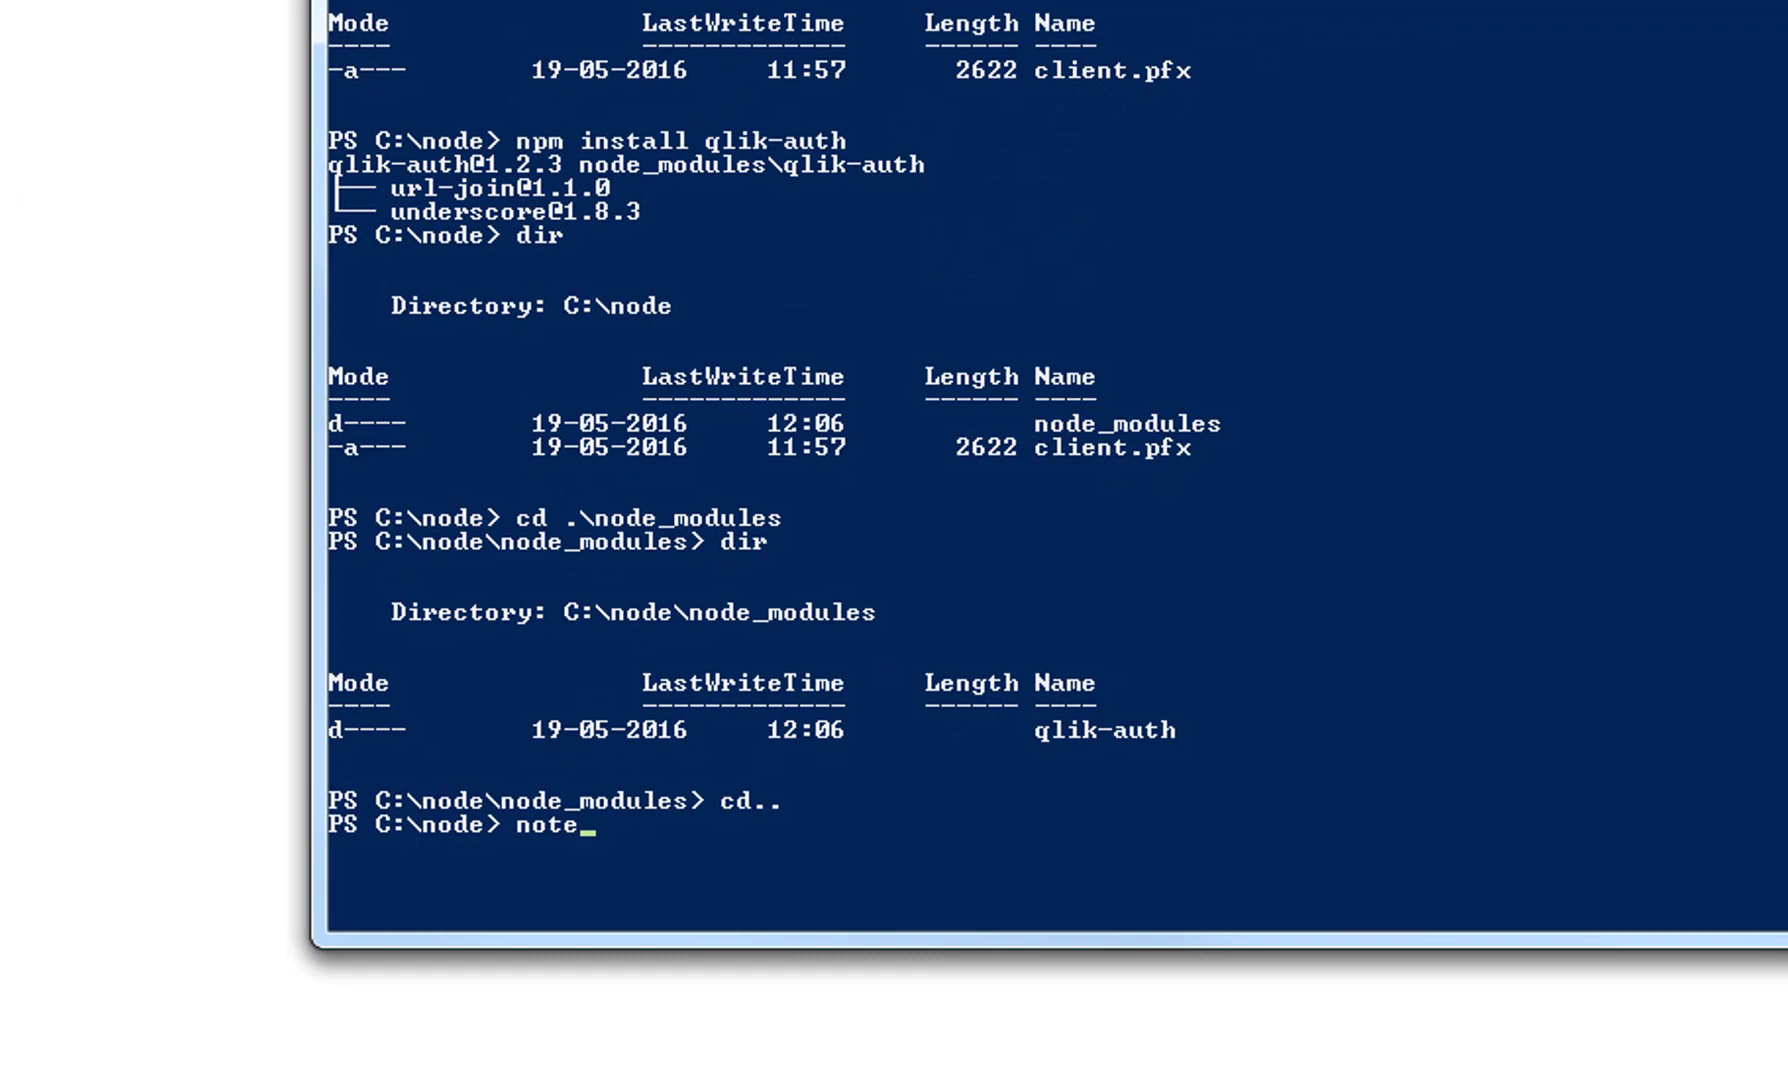 Mode LastWriteTime Length Name
---- ------------- ------ ----
-a--- 19-05-2016 11:57 2622 client.pfx
PS C:\node> npm install qlik-auth
qlik-auth@1.2.3 node_modules\qlik-auth
├── url-join@1.1.0
└── underscore@1.8.3
PS C:\node> dir
Directory: C:\node
Mode LastWriteTime Length Name
---- ------------- ------ ----
d---- 19-05-2016 12:06 node_modules
-a--- 19-05-2016 11:57 2622 client.pfx
PS C:\node> cd .\node_modules
PS C:\node\node_modules> dir
Directory: C:\node\node_modules
Mode LastWriteTime Length Name
---- ------------- ------ ----
d---- 19-05-2016 12:06 qlik-auth
PS C:\node\node_modules> cd..
PS C:\node> note_